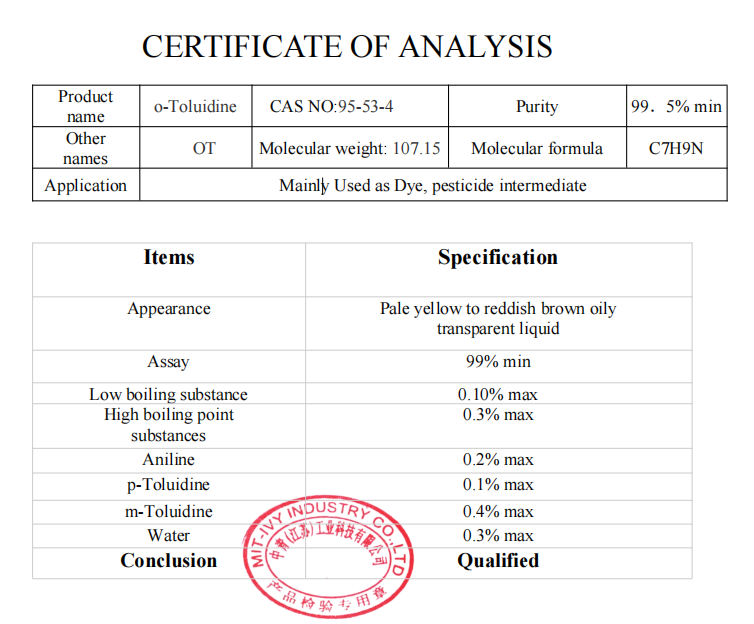 CERTIFICATE OF ANALYSIS
Product name o-Toluidine CAS NO:95-53-4 Purity 99．5% min
Other names OT Molecular weight: 107.15 Molecular formula C7H9N
Application Mainly Used as Dye, pesticide intermediate
Items Specification
Appearance Pale yellow to reddish brown oily
transparent liquid
Assay 99% min
Low boiling substance 0.10% max
High boiling point 0.3% max
substances
Aniline 0.2% max
p-Toluidine 0.1% max
m-Toluidine 0.4% max
Water 0.3% max
Conclusion Qualified
MIT-IVY INDUSTRY CO.,LTD
(江苏)工业科技有限公司
产品检验专用章